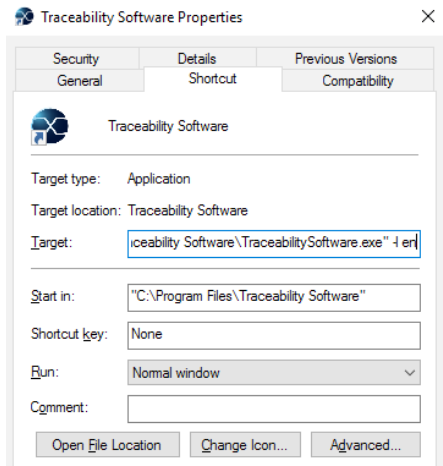 Traceability Software Properties
Security Details Previous Versions
General Shortcut Compatibility
Traceability Software
Target type: Application
Target location: Traceability Software
Target: ceability Software\TraceabilitySoftware.exe" -l en
Start in: "C:\Program Files\Traceability Software"
Shortcut key: None
Run: Normal window
Comment:
Open File Location Change Icon... Advanced...